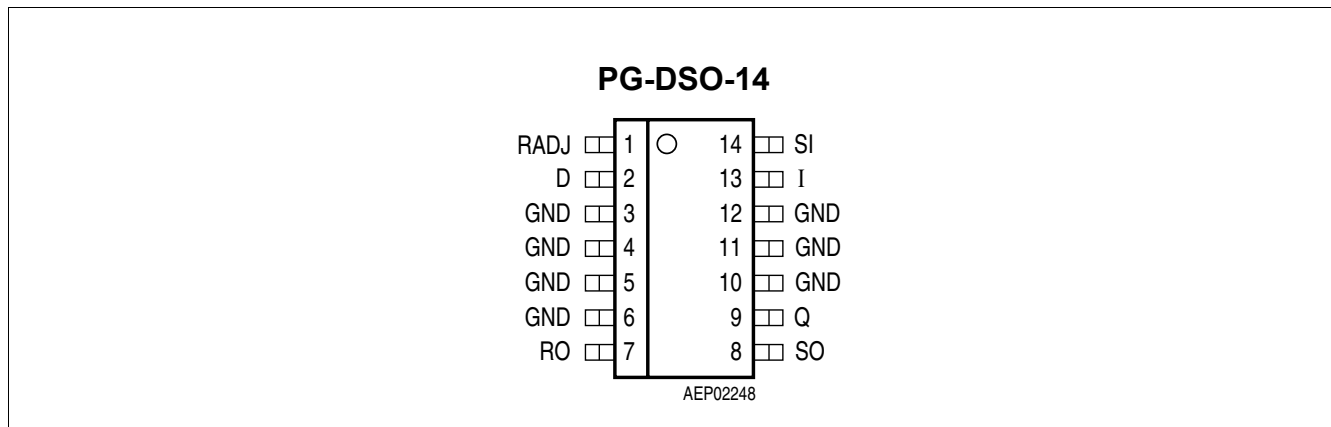 PG-DSO-14
RADJ 1 14 SI
D 2 13 I
GND 3 12 GND
GND 4 11 GND
GND 5 10 GND
GND 6 9 Q
RO 7 8 SO
AEP02248